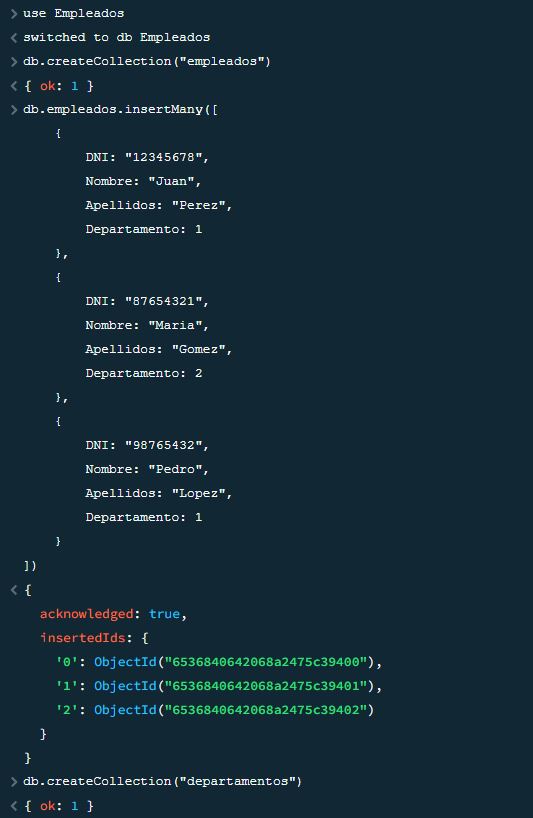 > use Empleados
< switched to db Empleados
> db.createCollection("empleados")
< { ok: 1 }
> db.empleados.insertMany([
{
DNI: "12345678",
Nombre: "Juan",
Apellidos: "Perez",
Departamento: 1
},
{
DNI: "87654321",
Nombre: "Maria",
Apellidos: "Gomez",
Departamento: 2
},
{
DNI: "98765432",
Nombre: "Pedro",
Apellidos: "Lopez",
Departamento: 1
}
])
< {
acknowledged: true,
insertedIds: {
'0': ObjectId("6536840642068a2475c39400"),
'1': ObjectId("6536840642068a2475c39401"),
'2': ObjectId("6536840642068a2475c39402")
}
}
> db.createCollection("departamentos")
< { ok: 1 }